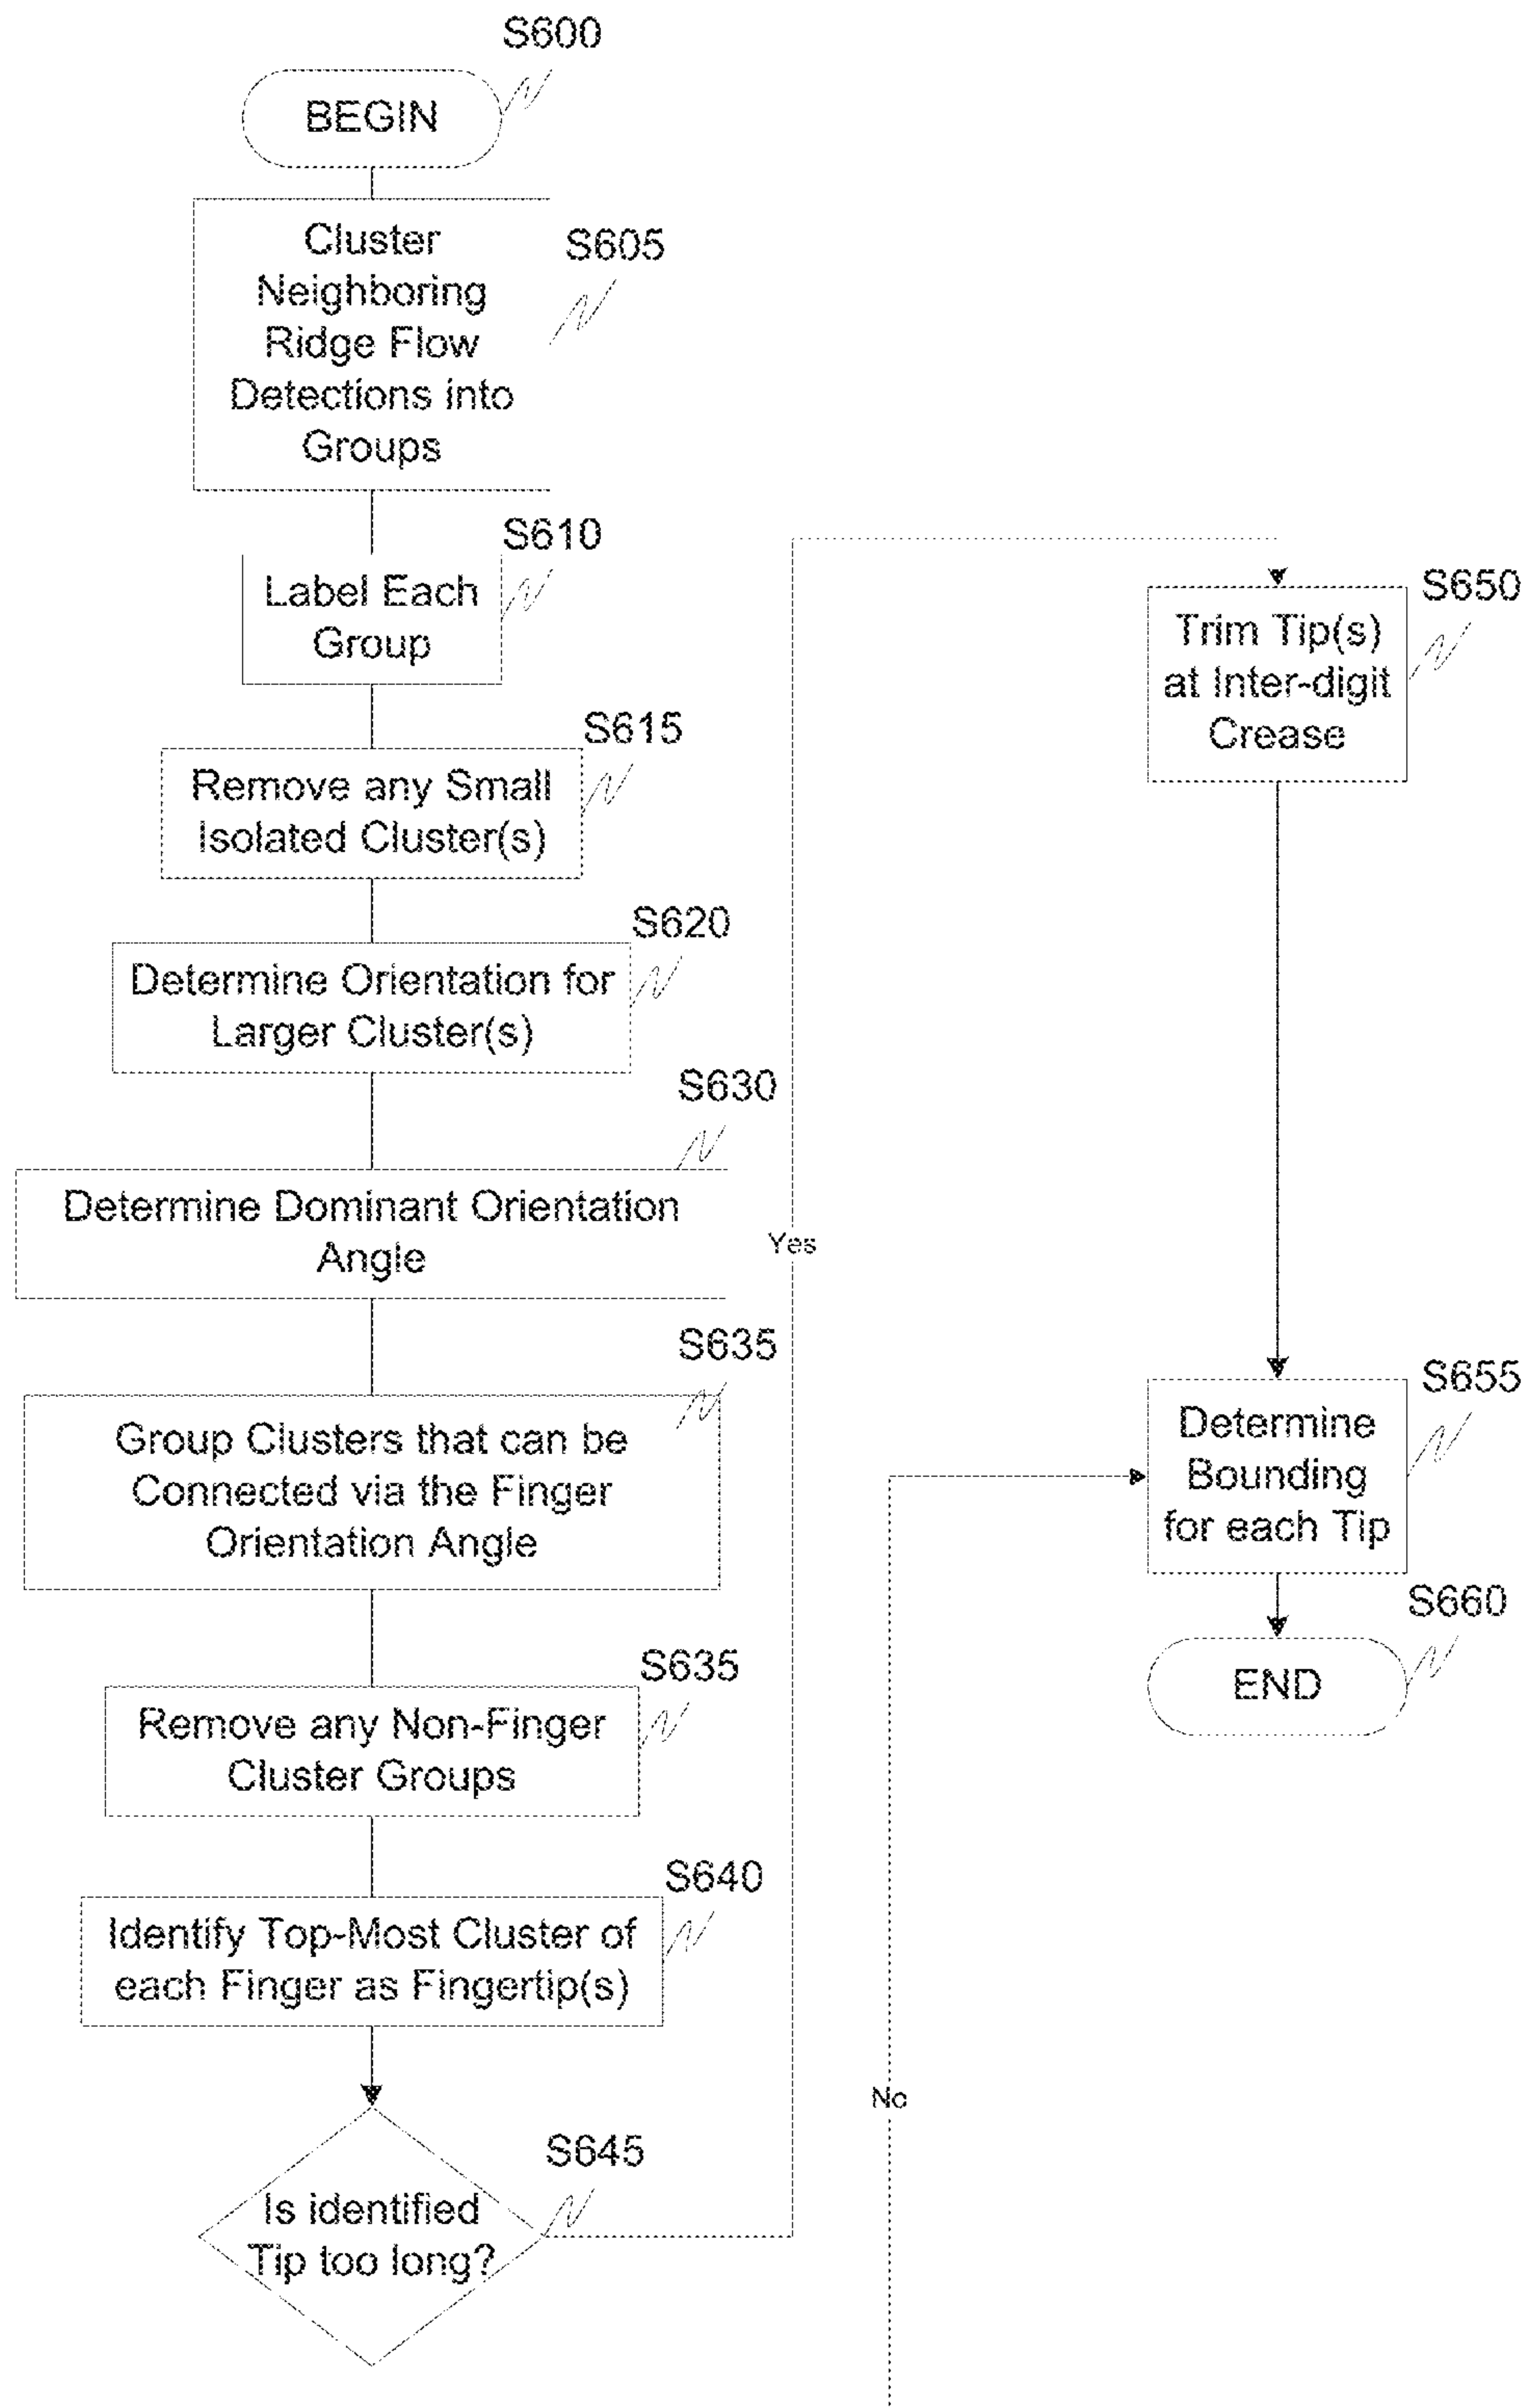 S600
BEGIN
S605
Cluster
Neighboring
Ridge Flow
Detections into
Groups
S610
Label Each
Group
S615
Remove any Small
Isolated Cluster(s)
S620
Determine Orientation for
Larger Cluster(s)
S630
Determine Dominant Orientation
Angle
S635
Group Clusters that can be
Connected via the Finger
Orientation Angle
S635
Remove any Non-Finger
Cluster Groups
S640
Identify Top-Most Cluster of
each Finger as Fingertip(s)
S645
Is identified
Tip too long?
Yes
No
S650
Trim Tip(s)
at Inter-digit
Crease
S655
Determine
Bounding
for each Tip
S660
END